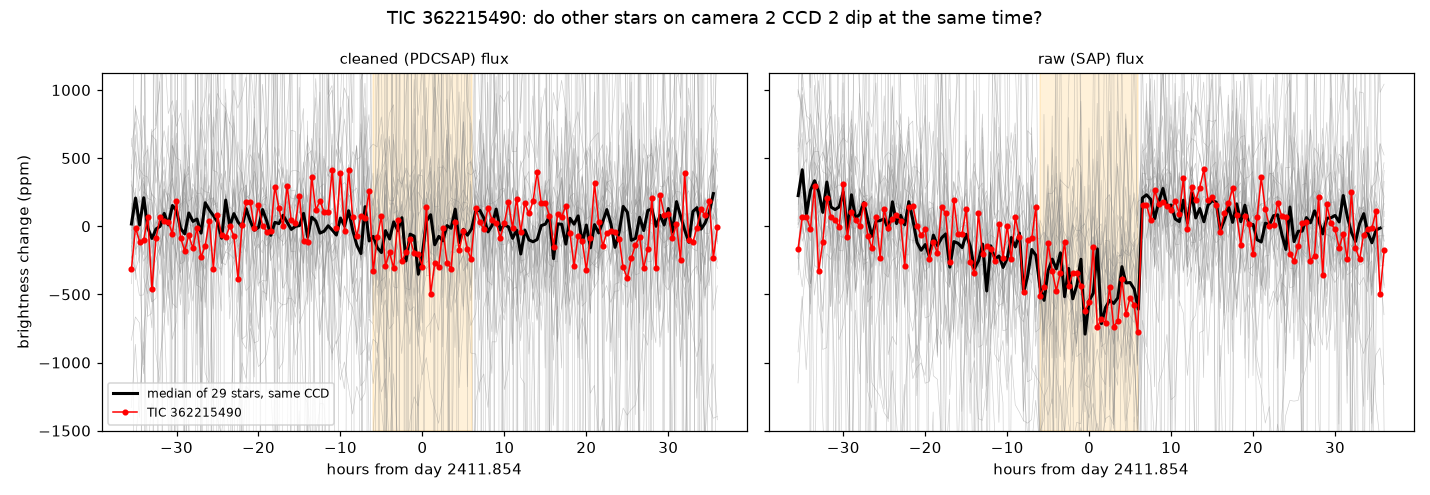 TIC 362215490: do other stars on camera 2 CCD 2 dip at the same time?
cleaned (PDCSAP) flux
raw (SAP) flux
brightness change (ppm)
1000
500
0
−500
−1000
−1500
median of 29 stars, same CCD
TIC 362215490
−30 −20 −10 0 10 20 30
−30 −20 −10 0 10 20 30
hours from day 2411.854
hours from day 2411.854